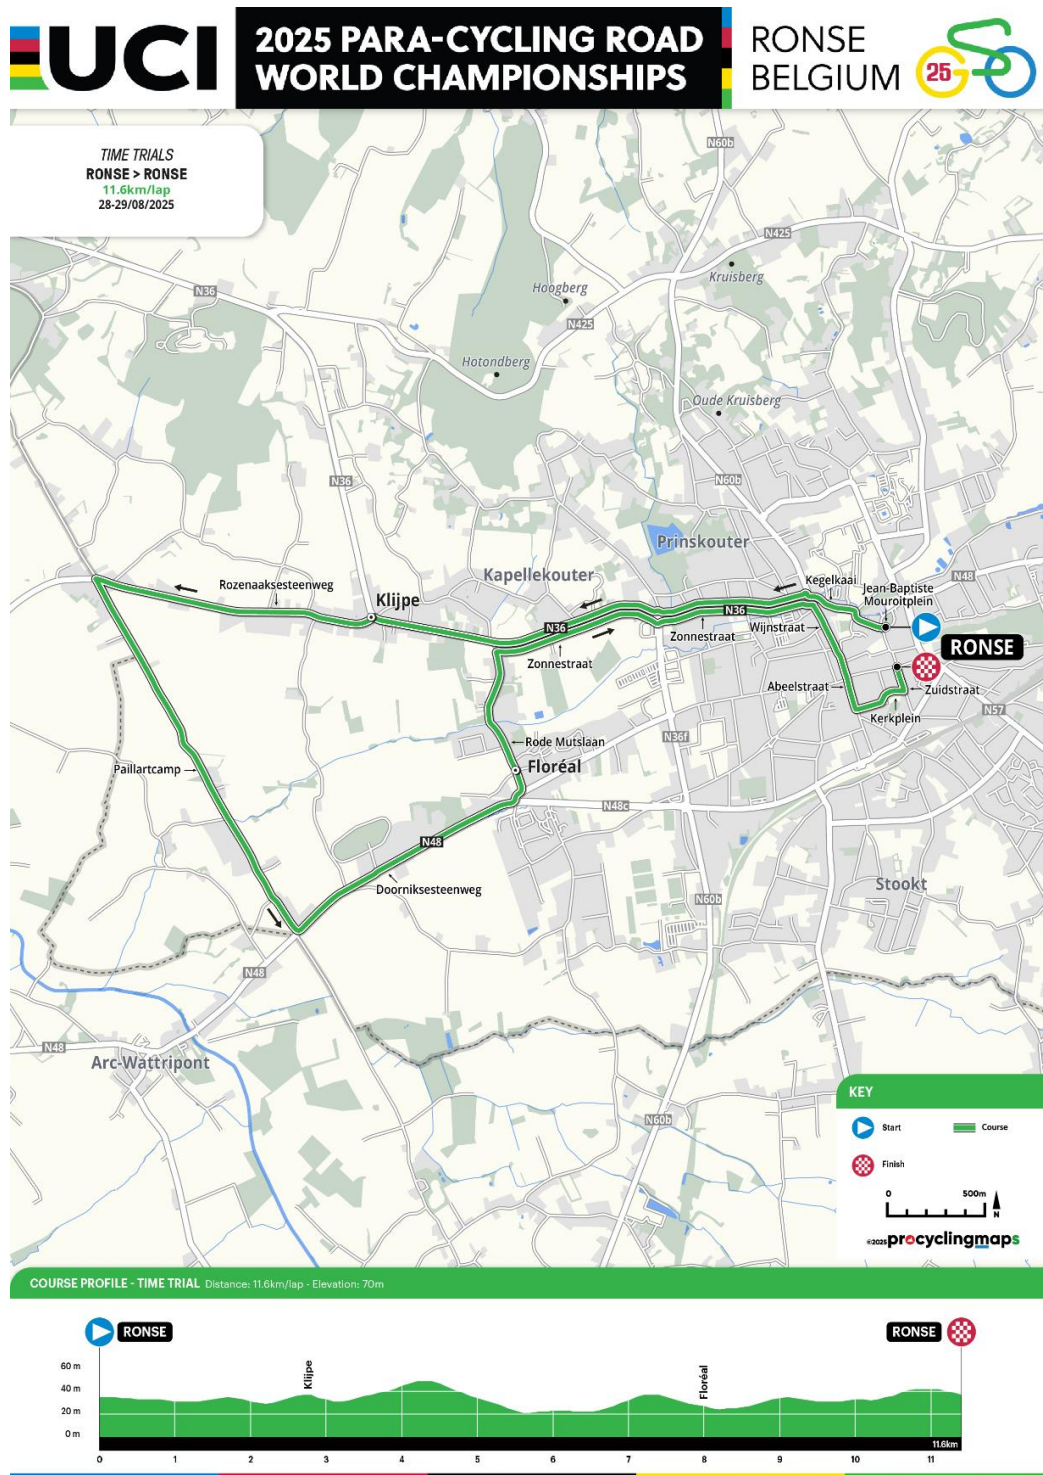 UCI
2025 PARA-CYCLING ROAD
WORLD CHAMPIONSHIPS
RONSE
BELGIUM
25
TIME TRIALS
RONSE > RONSE
11.6km/lap
28-29/08/2025
N60b
N425
Kruisberg
N36
Hoogberg
N425
Hotondberg
Oude Kruisberg
N36
N60b
Prinskouter
Kapellekouter
Rozenaaksesteenweg
Klijpe
Kegelkaai
Jean-Baptiste
Mouroitplein
N48
N36
N36
Zonnestraat
Zonnestraat
Wijnstraat
RONSE
Abeelstraat
Zuidstraat
Kerkplein
N57
N36f
Rode Mutslaan
Floréal
Paillartcamp
N48c
N48
Doorniksesteenweg
Stookt
N60b
N48
N48
Arc-Wattripont
N60b
KEY
Start
Course
Finish
0 500m
N
©2025 procyclingmaps
COURSE PROFILE - TIME TRIAL Distance: 11.6km/lap - Elevation: 70m
RONSE
RONSE
Klijpe
Floréal
60 m
40 m
20 m
0 m
11.6km
0 1 2 3 4 5 6 7 8 9 10 11